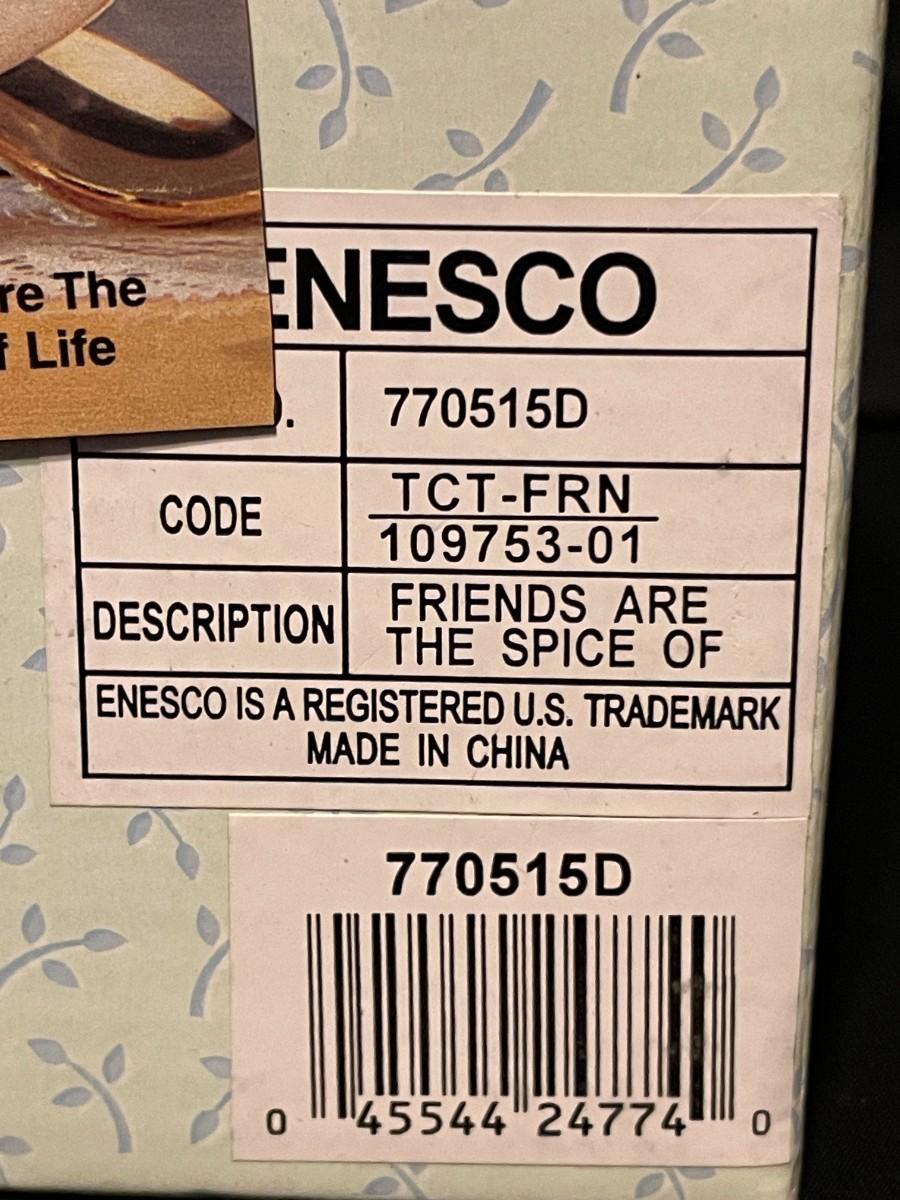 re The
f Life
ENESCO
. 770515D
CODE TCT-FRN
109753-01
DESCRIPTION FRIENDS ARE
THE SPICE OF
ENESCO IS A REGISTERED U.S. TRADEMARK
MADE IN CHINA
770515D
0 45544 24774 0